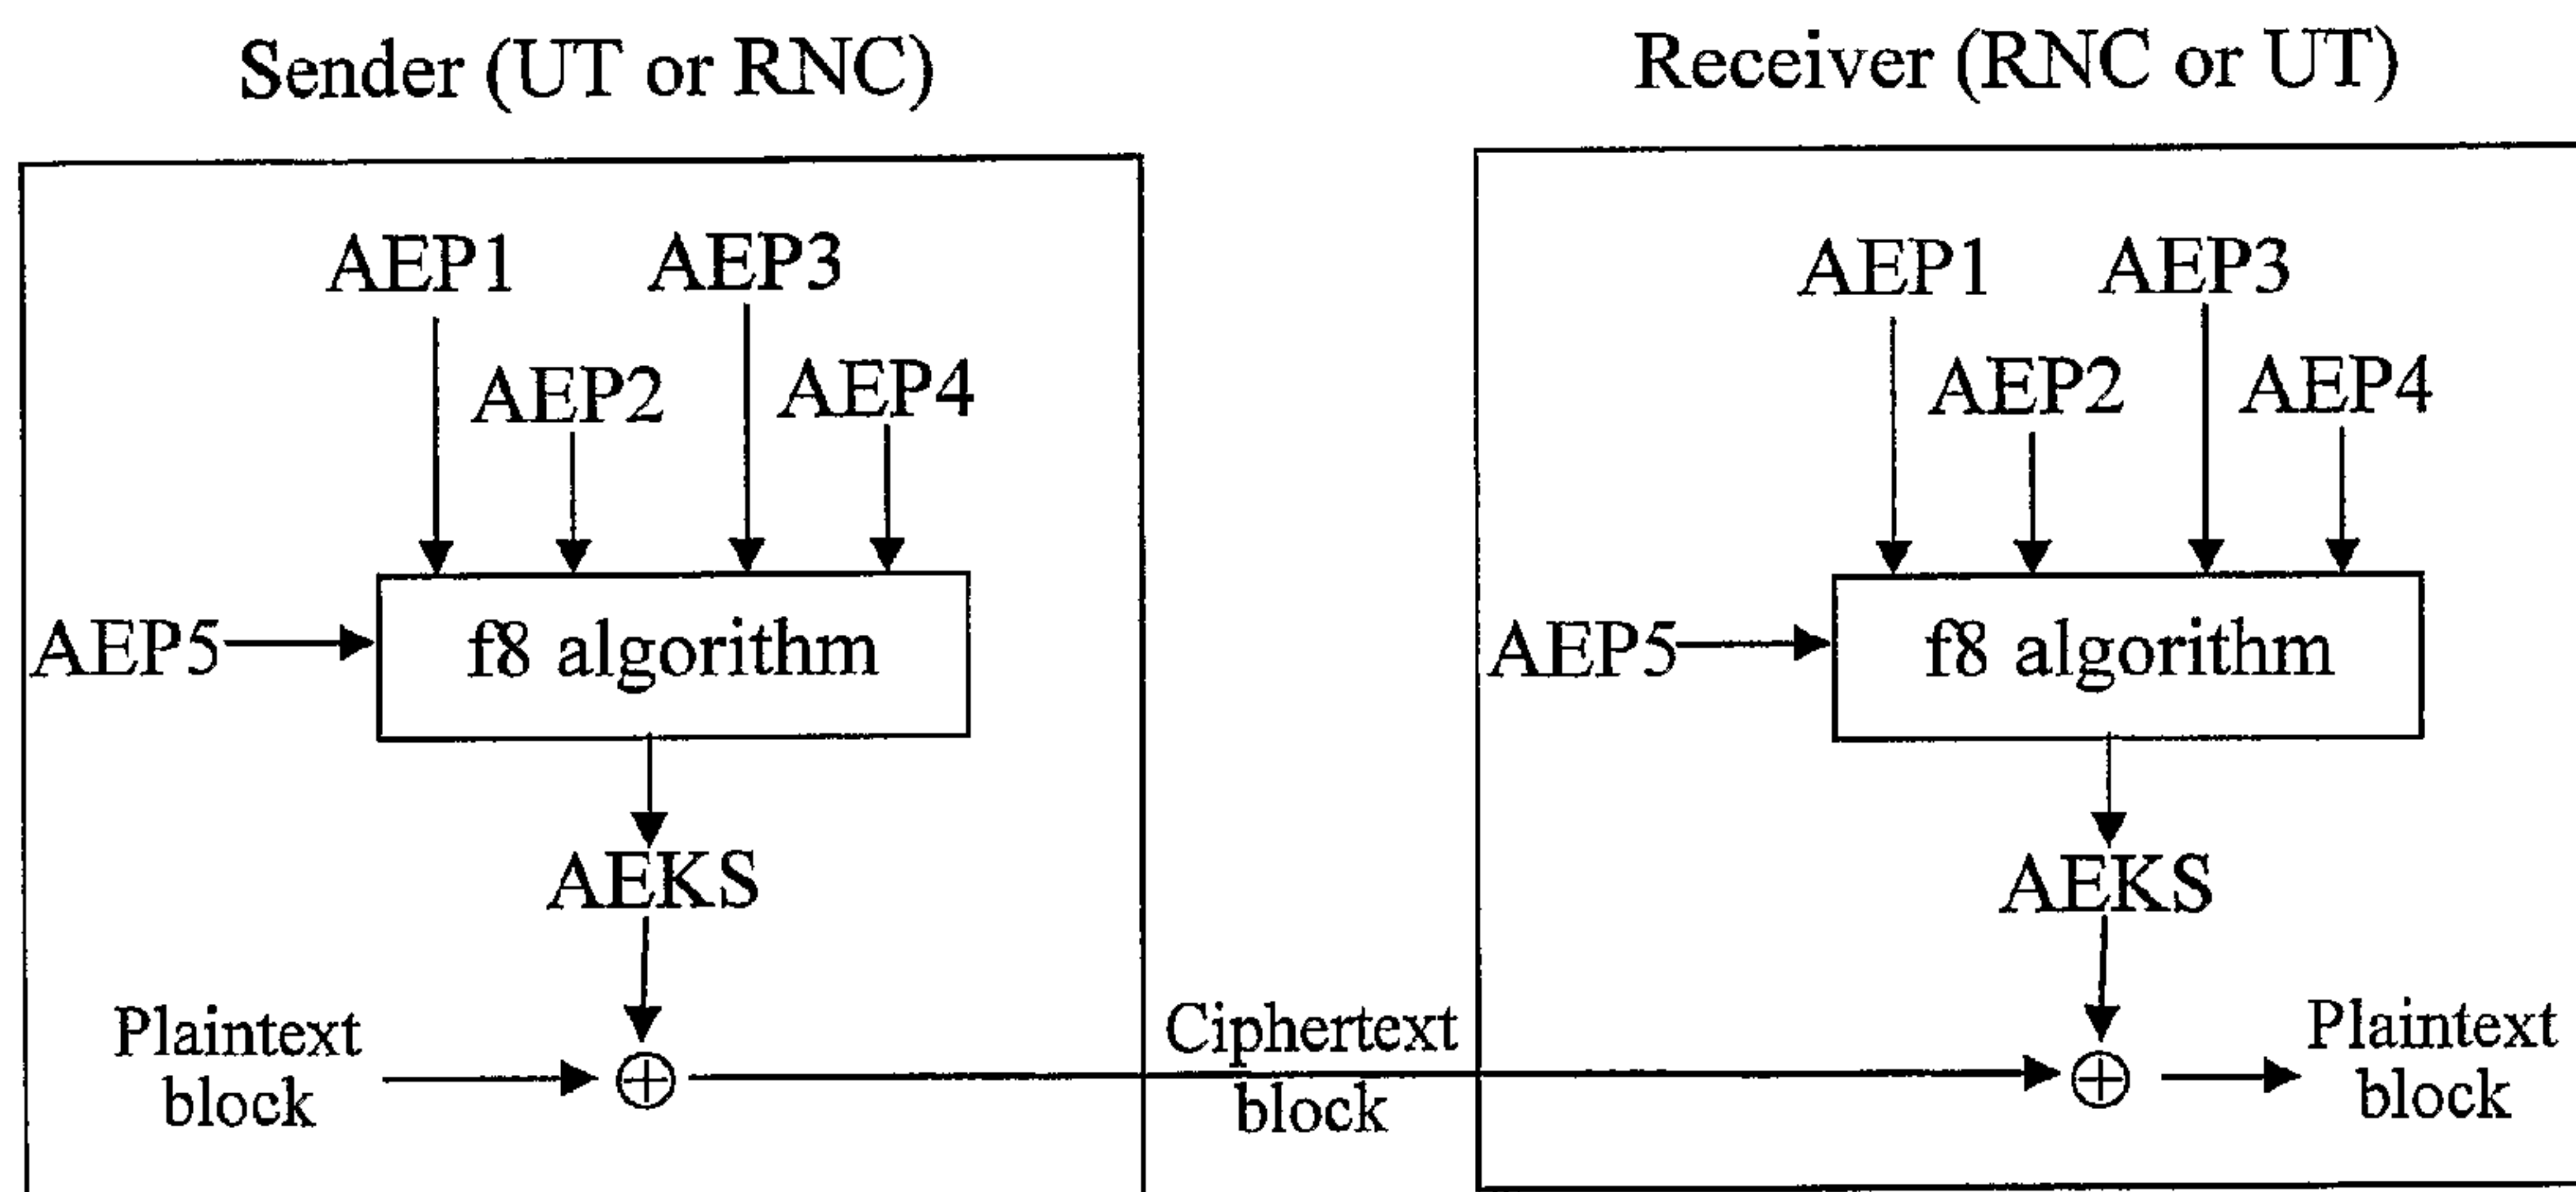 Sender (UT or RNC)
AEP1
AEP3
AEP2
AEP4
AEP5
f8 algorithm
AEKS
Plaintext
block
Ciphertext
block
Receiver (RNC or UT)
AEP1
AEP3
AEP2
AEP4
AEP5
f8 algorithm
AEKS
Plaintext
block